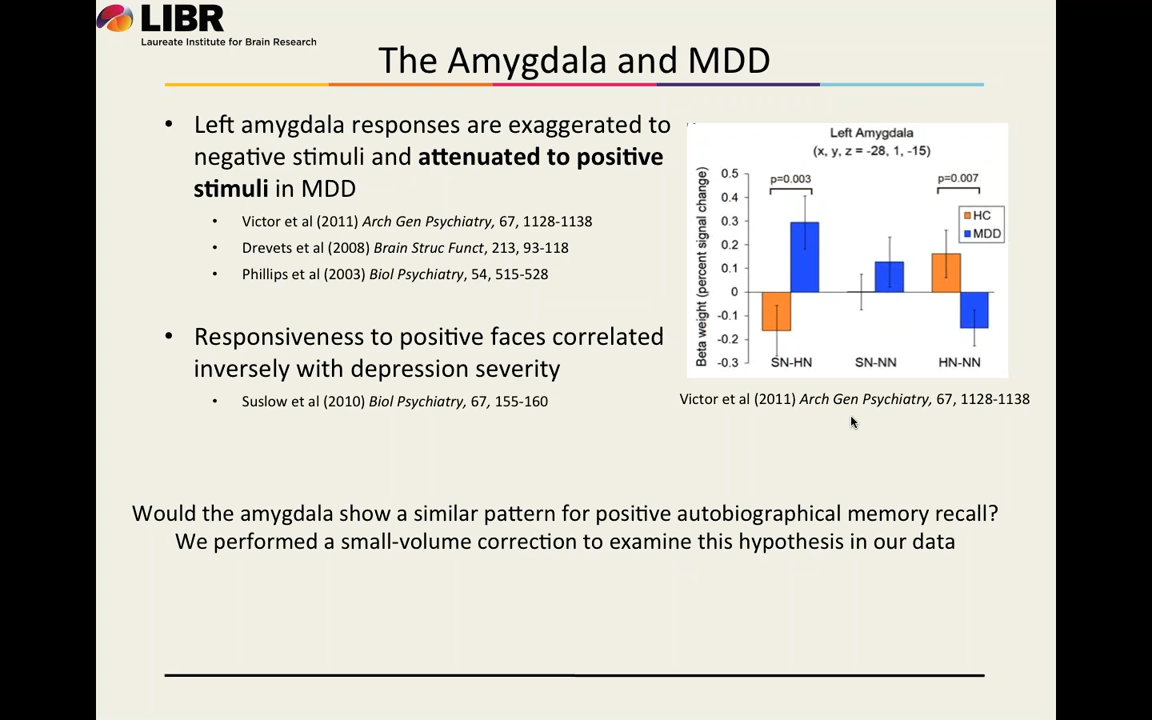 LIBR
Laureate Institute for Brain Research
The Amygdala and MDD
• Left amygdala responses are exaggerated to
negative stimuli and attenuated to positive
stimuli in MDD
• Victor et al (2011) Arch Gen Psychiatry, 67, 1128-1138
• Drevets et al (2008) Brain Struc Funct, 213, 93-118
• Phillips et al (2003) Biol Psychiatry, 54, 515-528
• Responsiveness to positive faces correlated
inversely with depression severity
• Suslow et al (2010) Biol Psychiatry, 67, 155-160
Left Amygdala
(x, y, z = -28, 1, -15)
Beta weight (percent signal change)
0.5
0.4
0.3
0.2
0.1
0
-0.1
-0.2
-0.3
p=0.003
p=0.007
HC
MDD
SN-HN
SN-NN
HN-NN
Victor et al (2011) Arch Gen Psychiatry, 67, 1128-1138
Would the amygdala show a similar pattern for positive autobiographical memory recall?
We performed a small-volume correction to examine this hypothesis in our data